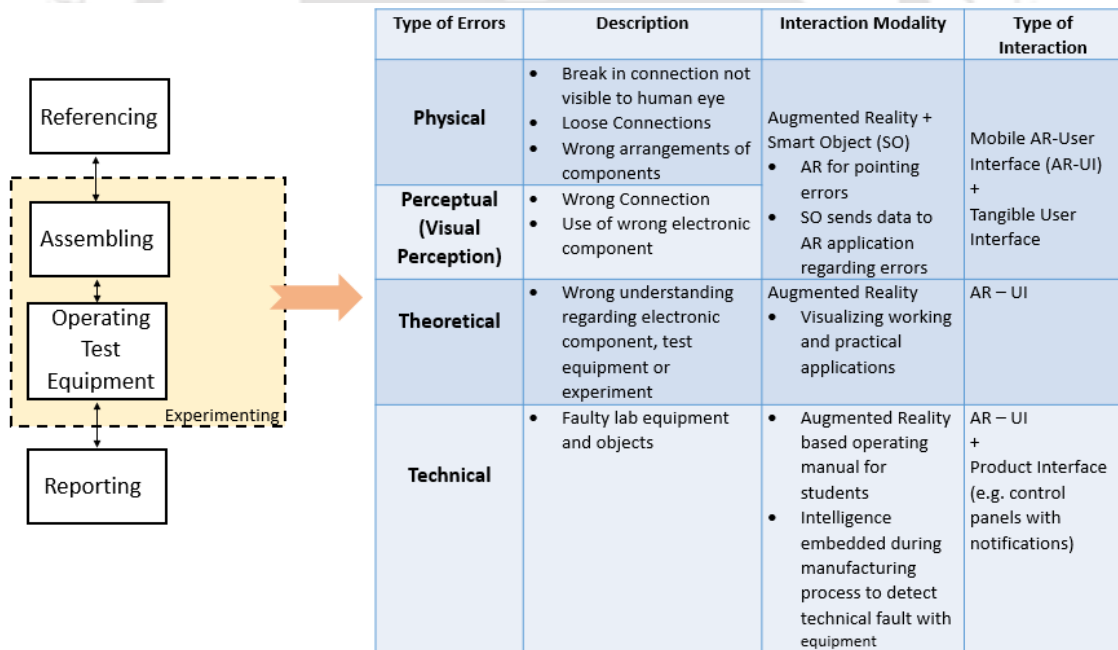 Referencing
Assembling
Operating
Test
Equipment
Experimenting
Reporting
Type of Errors
Description
Interaction Modality
Type of
Interaction
Physical
• Break in connection not
visible to human eye
• Loose Connections
• Wrong arrangements of
components
Augmented Reality +
Smart Object (SO)
• AR for pointing
errors
• SO sends data to
AR application
regarding errors
Mobile AR-User
Interface (AR-UI)
+
Tangible User
Interface
Perceptual
(Visual
Perception)
• Wrong Connection
• Use of wrong electronic
component
Theoretical
• Wrong understanding
regarding electronic
component, test
equipment or
experiment
Augmented Reality
• Visualizing working
and practical
applications
AR – UI
Technical
• Faulty lab equipment
and objects
• Augmented Reality
based operating
manual for
students
• Intelligence
embedded during
manufacturing
process to detect
technical fault with
equipment
AR – UI
+
Product Interface
(e.g. control
panels with
notifications)